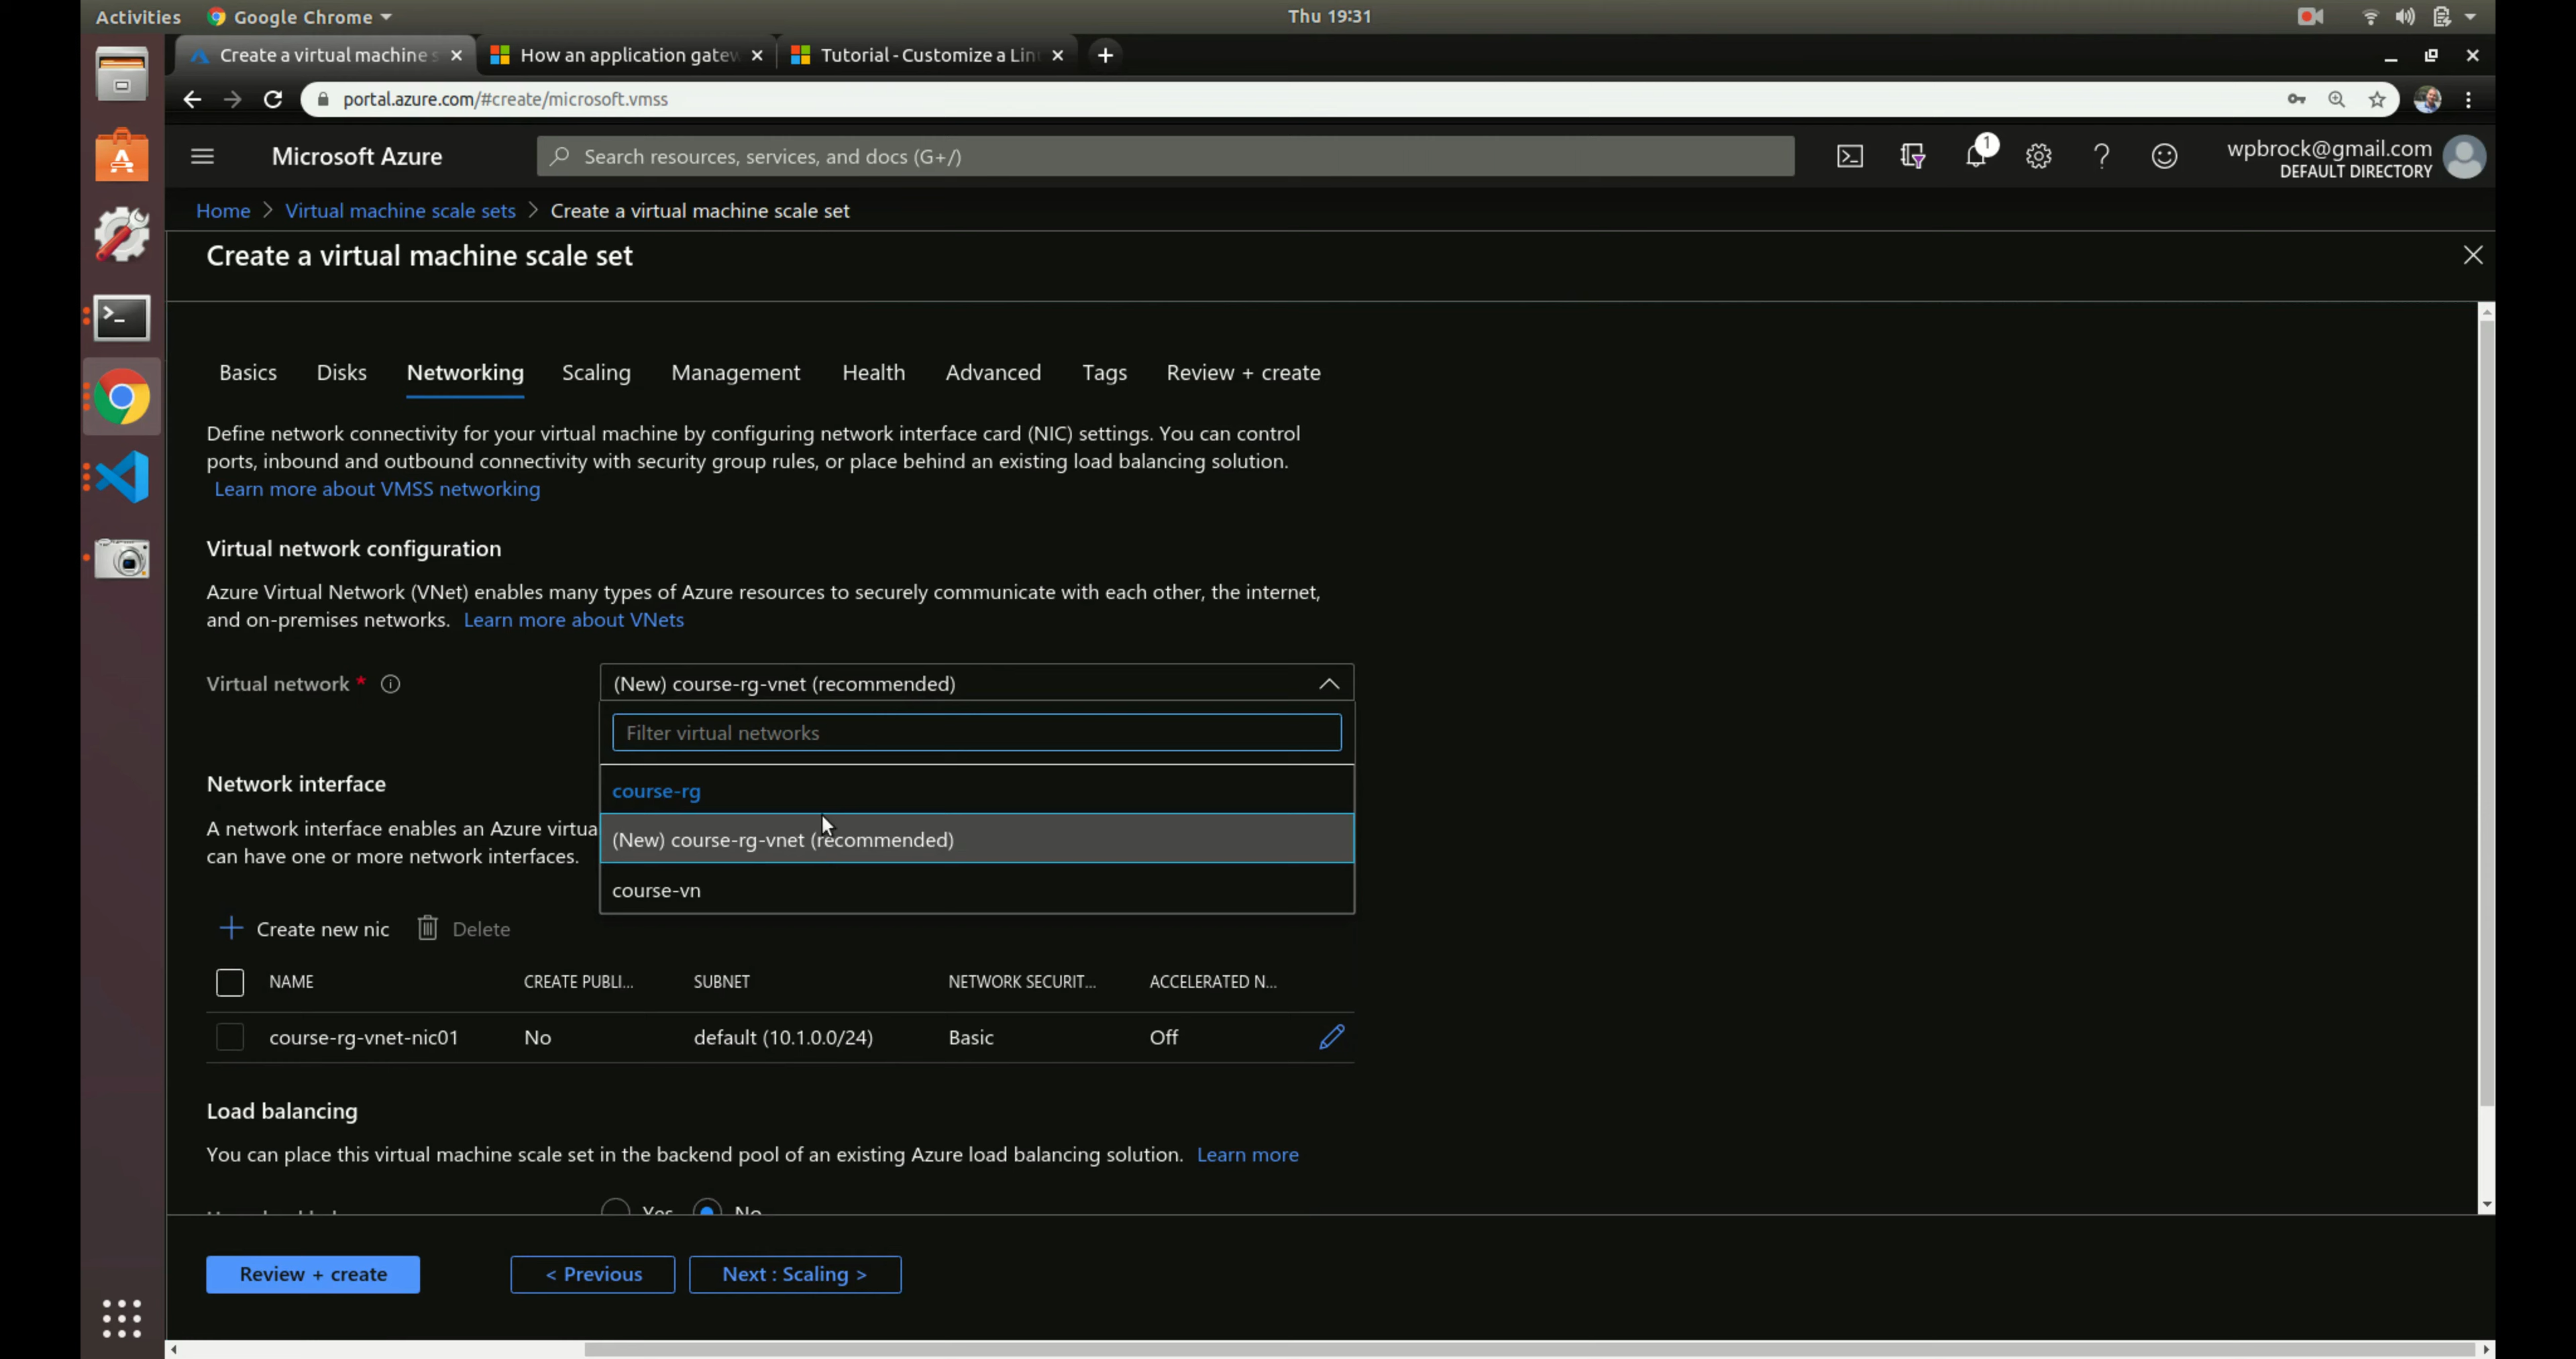 Activities
Google Chrome
Thu 19:31
Create a virtual machine s
How an application gatew
Tutorial - Customize a Lin
portal.azure.com/#create/microsoft.vmss
Microsoft Azure
Search resources, services, and docs (G+/)
1
wpbrock@gmail.com
DEFAULT DIRECTORY
Home > Virtual machine scale sets > Create a virtual machine scale set
Create a virtual machine scale set
Basics Disks Networking Scaling Management Health Advanced Tags Review + create
Define network connectivity for your virtual machine by configuring network interface card (NIC) settings. You can control
ports, inbound and outbound connectivity with security group rules, or place behind an existing load balancing solution.
Learn more about VMSS networking
Virtual network configuration
Azure Virtual Network (VNet) enables many types of Azure resources to securely communicate with each other, the internet,
and on-premises networks. Learn more about VNets
Virtual network *
(New) course-rg-vnet (recommended)
Filter virtual networks
course-rg
(New) course-rg-vnet (recommended)
course-vn
Network interface
A network interface enables an Azure virtua
can have one or more network interfaces.
Create new nic Delete
NAME CREATE PUBLI... SUBNET NETWORK SECURIT... ACCELERATED N...
course-rg-vnet-nic01 No default (10.1.0.0/24) Basic Off
Load balancing
You can place this virtual machine scale set in the backend pool of an existing Azure load balancing solution. Learn more
Yes No
Review + create
< Previous
Next : Scaling >